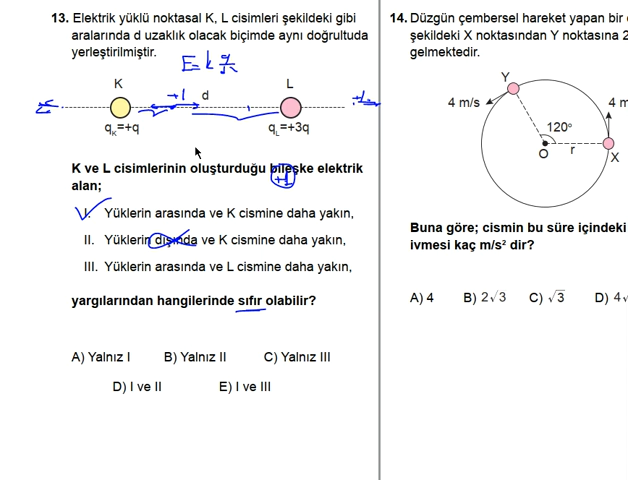 13. Elektrik yüklü noktasal K, L cisimleri şekildeki gibi
aralarında d uzaklık olacak biçimde aynı doğrultuda
yerleştirilmiştir.
K
d
L
q_K=+q
q_L=+3q
K ve L cisimlerinin oluşturduğu bileşke elektrik
alan;
I. Yüklerin arasında ve K cismine daha yakın,
II. Yüklerin dışında ve K cismine daha yakın,
III. Yüklerin arasında ve L cismine daha yakın,
yargılarından hangilerinde sıfır olabilir?
A) Yalnız I B) Yalnız II C) Yalnız III
D) I ve II E) I ve III
14. Düzgün çembersel hareket yapan bir
şekildeki X noktasından Y noktasına 2
gelmektedir.
Y
4 m/s
4 m
120°
O
r
X
Buna göre; cismin bu süre içindeki
ivmesi kaç m/s² dir?
A) 4 B) 2√3 C) √3 D) 4√